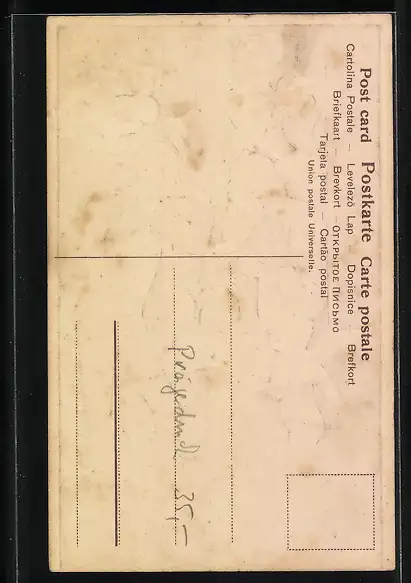 Post card Postkarte Carte postale
Cartolina Postale — Levelező Lap — Dopisnice Brefkort
Briefkaart — Brevkort — ОТКРЫТОЕ ПИСЬМО
Tarjeta postal — Cartão postal
Union postale Universelle.
Prägedruck 35,-